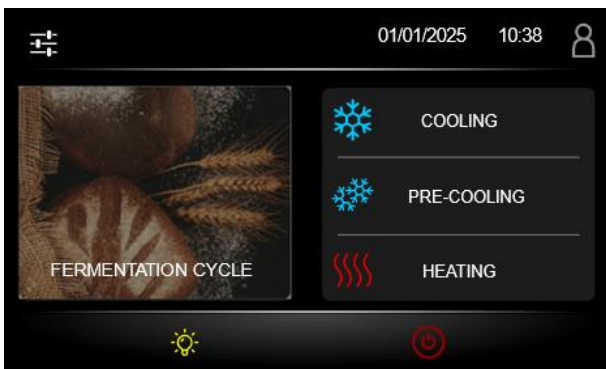 01/01/2025 10:38
COOLING
PRE-COOLING
HEATING
FERMENTATION CYCLE